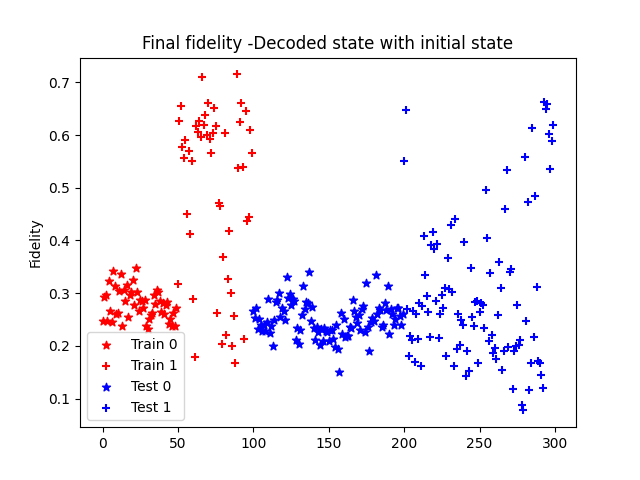 Final fidelity -Decoded state with initial state
0.7
0.6
0.5
0.4
0.3
0.2
0.1
Fidelity
Train 0
Train 1
Test 0
Test 1
0 50 100 150 200 250 300